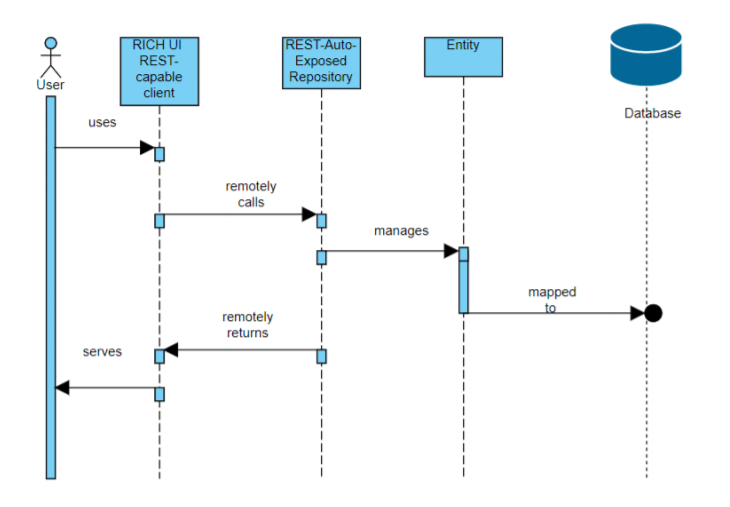 User
RICH UI
REST-
capable
client
REST-Auto-
Exposed
Repository
Entity
Database
uses
remotely
calls
manages
mapped
to
remotely
returns
serves